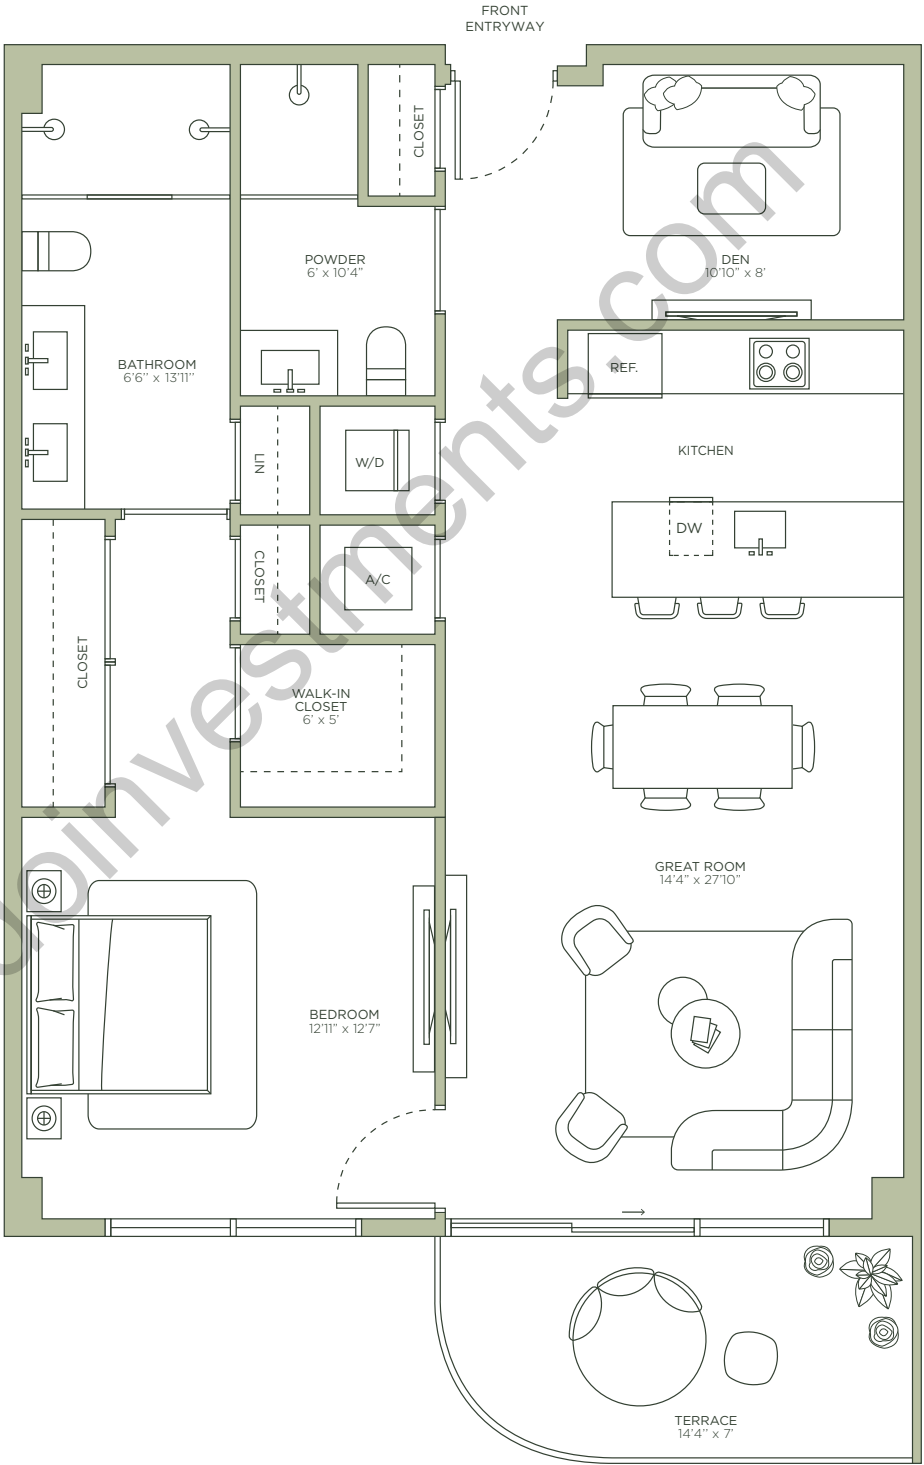 FRONT
ENTRYWAY
CLOSET
POWDER
6' x 10'4"
DEN
10'10" x 8'
BATHROOM
6'6" x 13'11"
REF.
KITCHEN
LIN
W/D
DW
CLOSET
A/C
CLOSET
WALK-IN
CLOSET
6' x 5'
GREAT ROOM
14'4" x 27'10"
BEDROOM
12'11" x 12'7"
TERRACE
14'4" x 7'
doinvestments.com